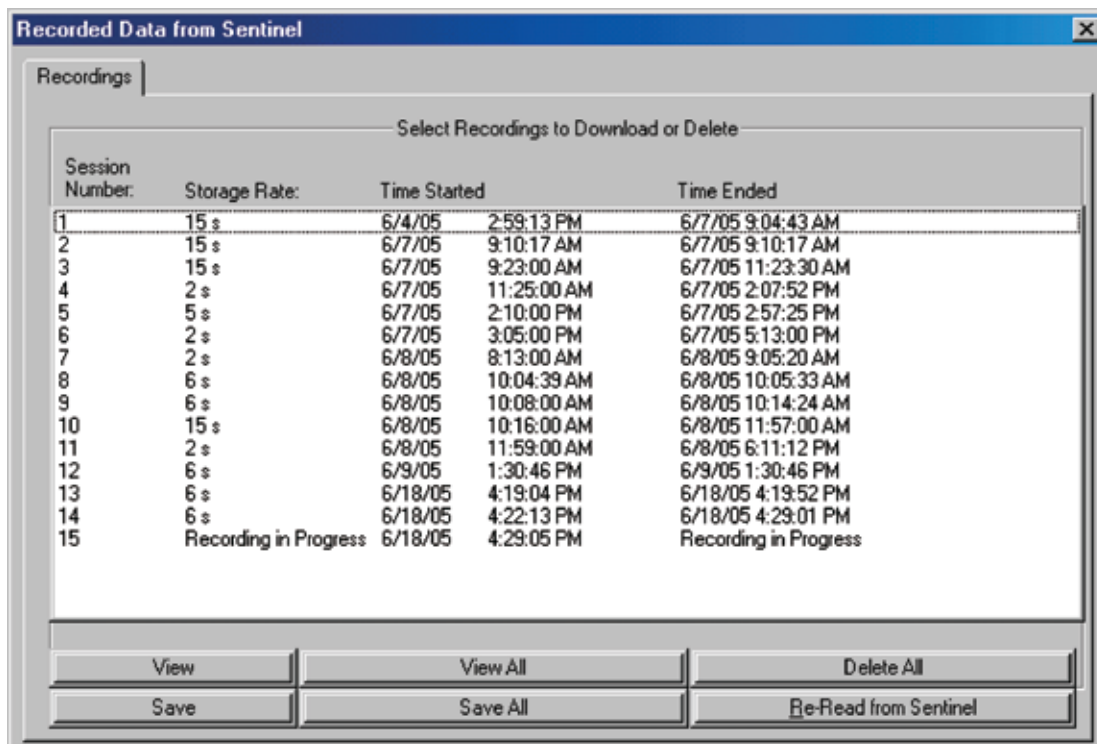 Recorded Data from Sentinel
Recordings
Select Recordings to Download or Delete
Session
Number: Storage Rate: Time Started Time Ended
1 15 s 6/4/05 2:59:13 PM 6/7/05 9:04:43 AM
2 15 s 6/7/05 9:10:17 AM 6/7/05 9:10:17 AM
3 15 s 6/7/05 9:23:00 AM 6/7/05 11:23:30 AM
4 2 s 6/7/05 11:25:00 AM 6/7/05 2:07:52 PM
5 5 s 6/7/05 2:10:00 PM 6/7/05 2:57:25 PM
6 2 s 6/7/05 3:05:00 PM 6/7/05 5:13:00 PM
7 2 s 6/8/05 8:13:00 AM 6/8/05 9:05:20 AM
8 6 s 6/8/05 10:04:39 AM 6/8/05 10:05:33 AM
9 6 s 6/8/05 10:08:00 AM 6/8/05 10:14:24 AM
10 15 s 6/8/05 10:16:00 AM 6/8/05 11:57:00 AM
11 2 s 6/8/05 11:59:00 AM 6/8/05 6:11:12 PM
12 6 s 6/9/05 1:30:46 PM 6/9/05 1:30:46 PM
13 6 s 6/18/05 4:19:04 PM 6/18/05 4:19:52 PM
14 6 s 6/18/05 4:22:13 PM 6/18/05 4:29:01 PM
15 Recording in Progress 6/18/05 4:29:05 PM Recording in Progress
View View All Delete All
Save Save All Re-Read from Sentinel